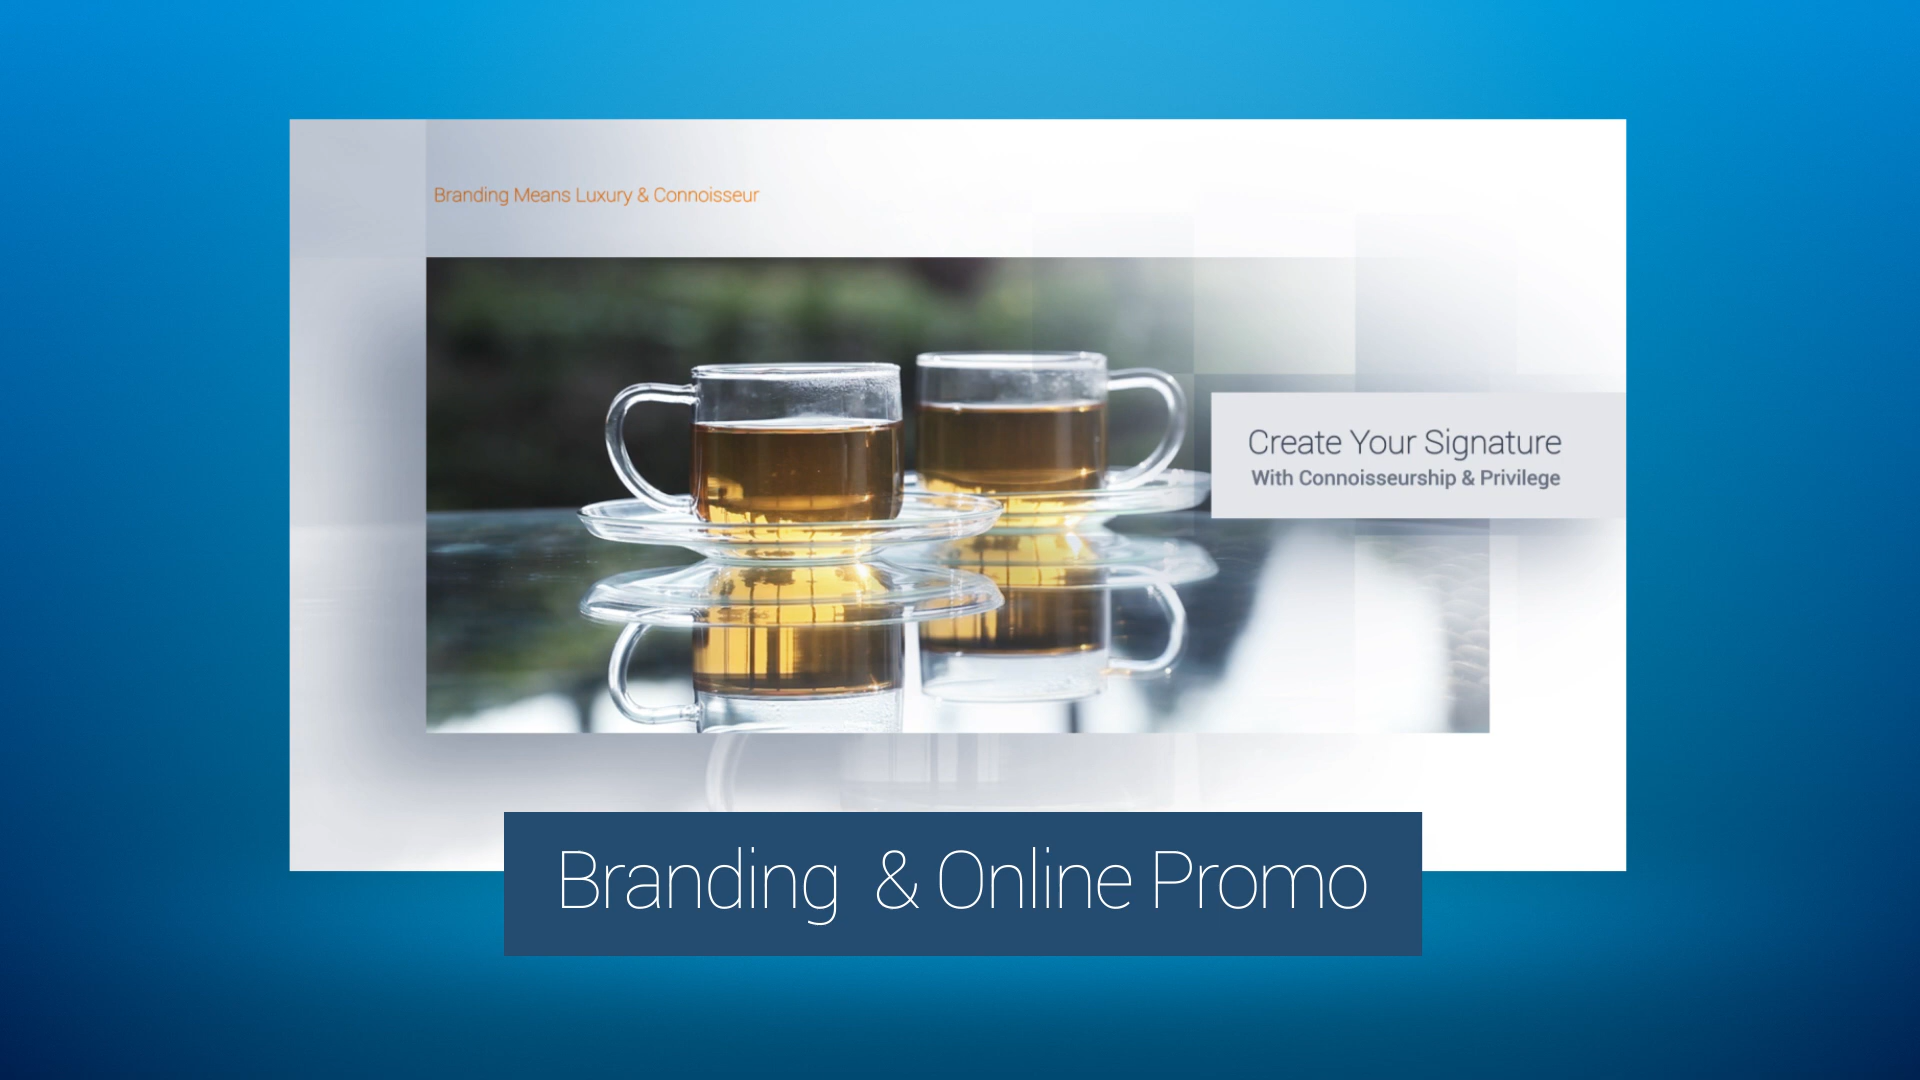 Branding Means Luxury & Connoisseur
Create Your Signature
With Connoisseurship & Privilege
Branding & Online Promo